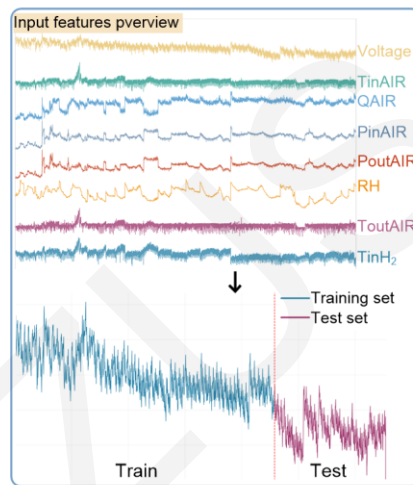 Input features pverview
Voltage
TinAIR
QAIR
PinAIR
PoutAIR
RH
ToutAIR
TinH₂
Training set
Test set
Train
Test